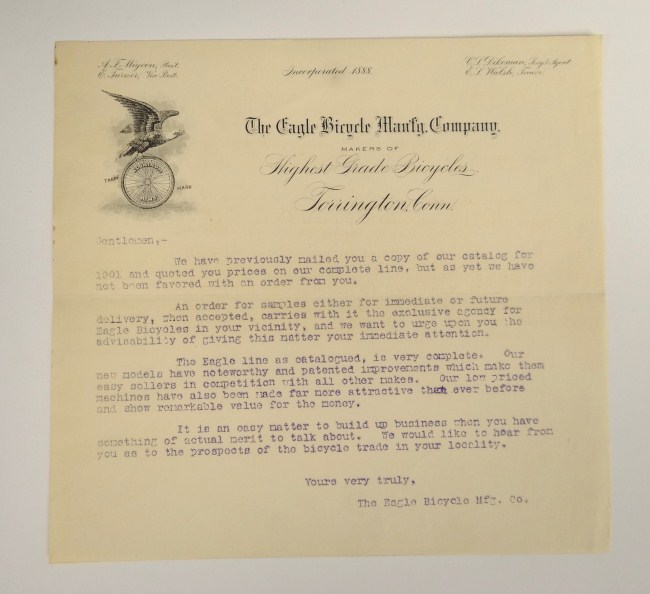 Incorporated 1888.
The Eagle Bicycle Man'f'g. Company.
MAKERS OF
Highest Grade Bicycles
Torrington, Conn.
TRADE MARK
Gentlemen,-
We have previously mailed you a copy of our catalog for
1901 and quoted you prices on our complete line, but as yet we have
not been favored with an order from you.
An order for samples either for immediate or future
delivery, when accepted, carries with it the exclusive agency for
Eagle Bicycles in your vicinity, and we want to urge upon you the
advisability of giving this matter your immediate attention.
The Eagle line as catalogued, is very complete. Our
new models have noteworthy and patented improvements which make them
easy sellers in competition with all other makes. Our low priced
machines have also been made far more attractive than ever before
and show remarkable value for the money.
It is an easy matter to build up business when you have
something of actual merit to talk about. We would like to hear from
you as to the prospects of the bicycle trade in your locality.
Yours very truly,
The Eagle Bicycle Mfg. Co.